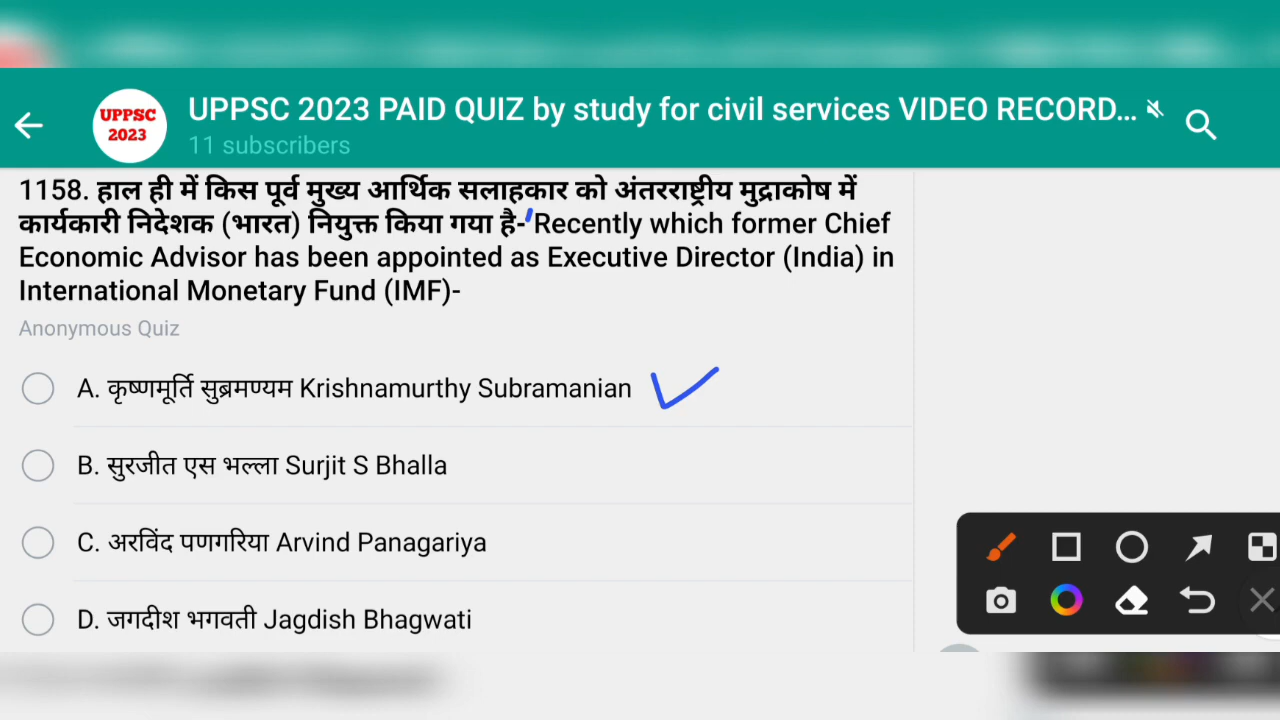 UPPSC 2023 PAID QUIZ by study for civil services VIDEO RECORD...
UPPSC
2023
11 subscribers
1158. हाल ही में किस पूर्व मुख्य आर्थिक सलाहकार को अंतरराष्ट्रीय मुद्राकोष में
कार्यकारी निदेशक (भारत) नियुक्त किया गया है- Recently which former Chief
Economic Advisor has been appointed as Executive Director (India) in
International Monetary Fund (IMF)-
Anonymous Quiz
A. कृष्णमूर्ति सुब्रमण्यम Krishnamurthy Subramanian
B. सुरजीत एस भल्ला Surjit S Bhalla
C. अरविंद पणगरिया Arvind Panagariya
D. जगदीश भगवती Jagdish Bhagwati